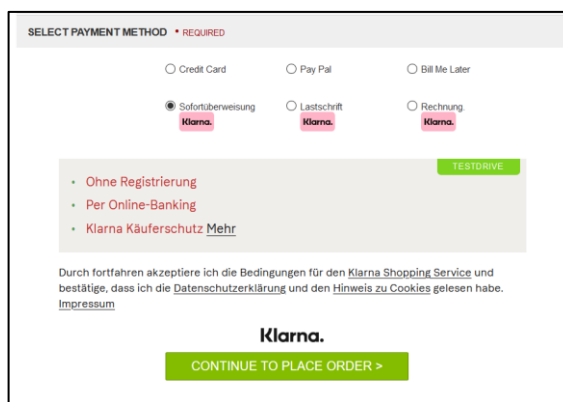 SELECT PAYMENT METHOD • REQUIRED
Credit Card Pay Pal Bill Me Later
Sofortüberweisung Lastschrift Rechnung.
Klarna. Klarna. Klarna.
TESTDRIVE
Ohne Registrierung
Per Online-Banking
Klarna Käuferschutz Mehr
Durch fortfahren akzeptiere ich die Bedingungen für den Klarna Shopping Service und
bestätige, dass ich die Datenschutzerklärung und den Hinweis zu Cookies gelesen habe.
Impressum
Klarna.
CONTINUE TO PLACE ORDER >